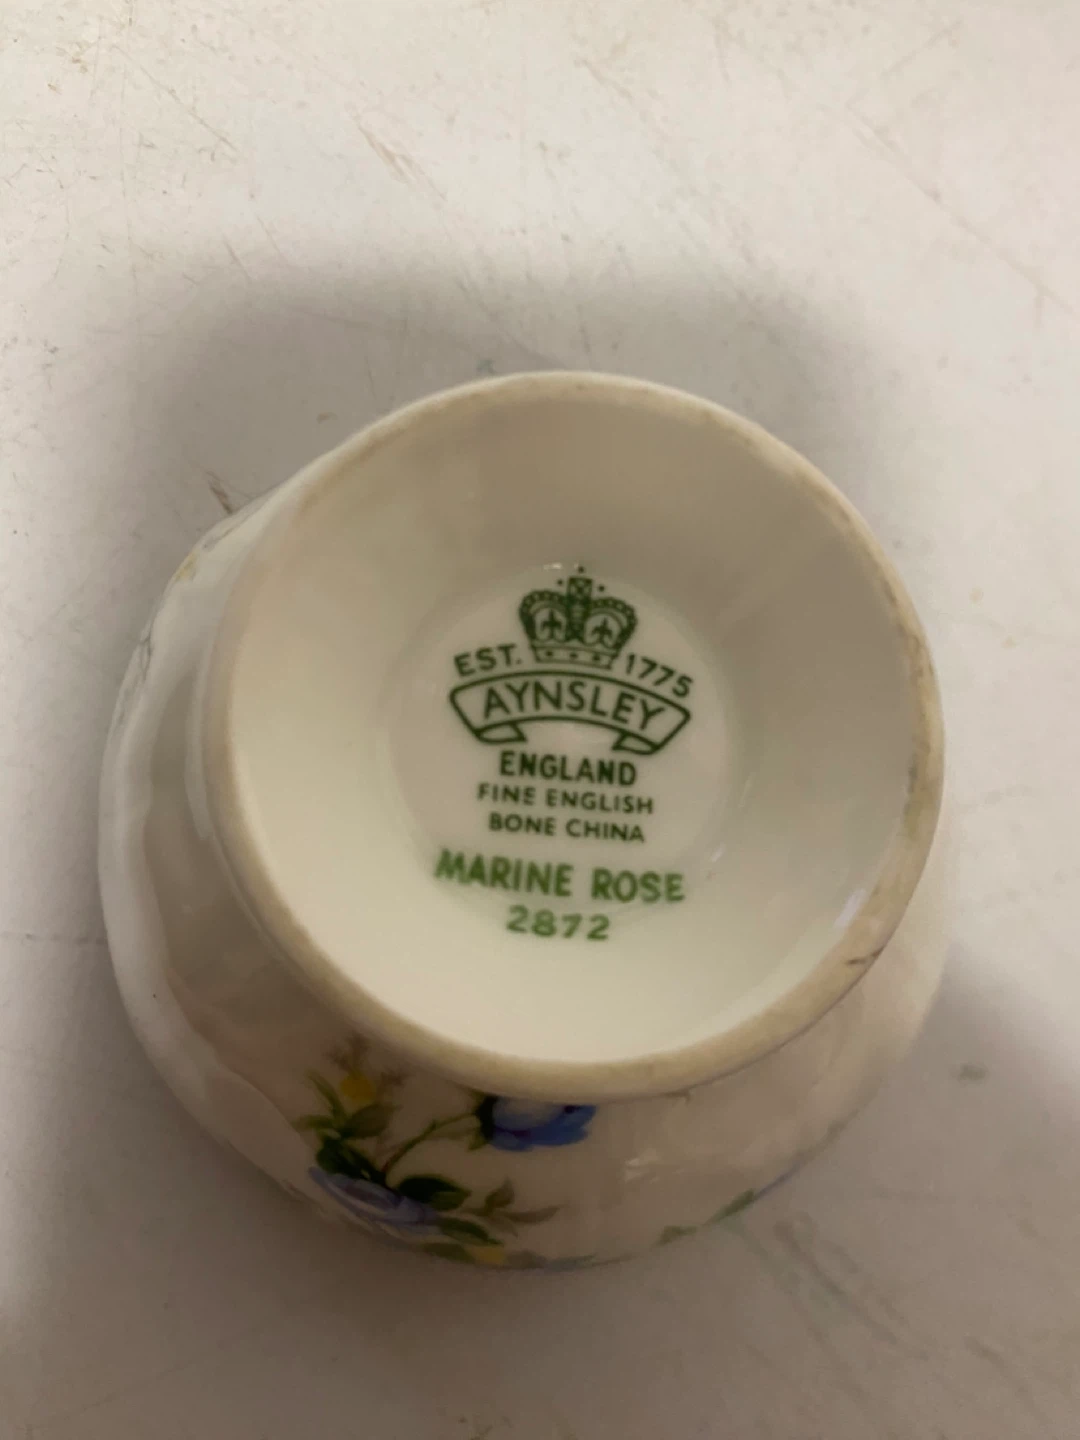 EST. 1775
AYNSLEY
ENGLAND
FINE ENGLISH
BONE CHINA
MARINE ROSE
2872